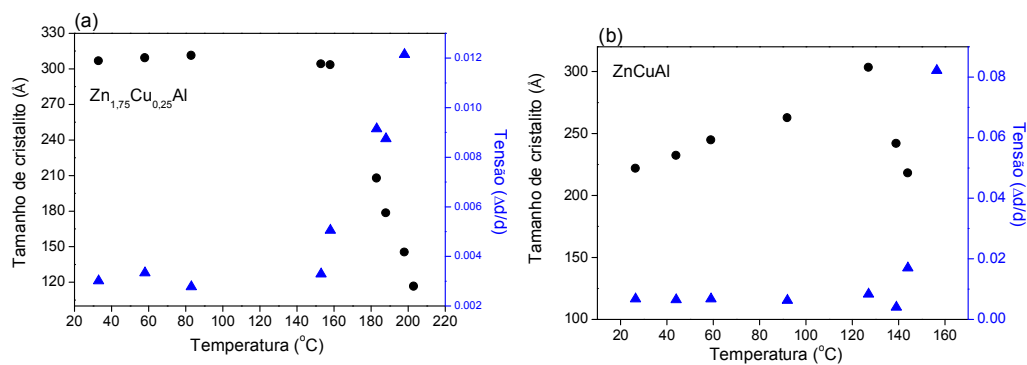 (a)
330
300
270
240
210
180
150
120
Tamanho de cristalito (Å)
Zn1,75Cu0,25Al
0.012
0.010
0.008
0.006
0.004
0.002
Tensão (Δd/d)
20 40 60 80 100 120 140 160 180 200 220
Temperatura (°C)
(b)
300
250
200
150
100
Tamanho de cristalito (Å)
ZnCuAl
0.08
0.06
0.04
0.02
0.00
Tensão (Δd/d)
20 40 60 80 100 120 140 160
Temperatura (°C)